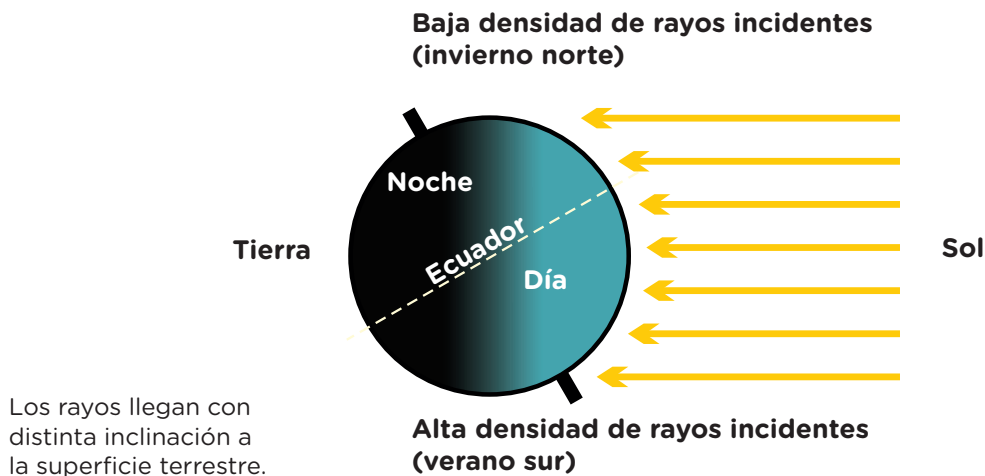 Baja densidad de rayos incidentes
(invierno norte)
Noche
Ecuador
Día
Tierra
Sol
Los rayos llegan con
distinta inclinación a
la superficie terrestre.
Alta densidad de rayos incidentes
(verano sur)